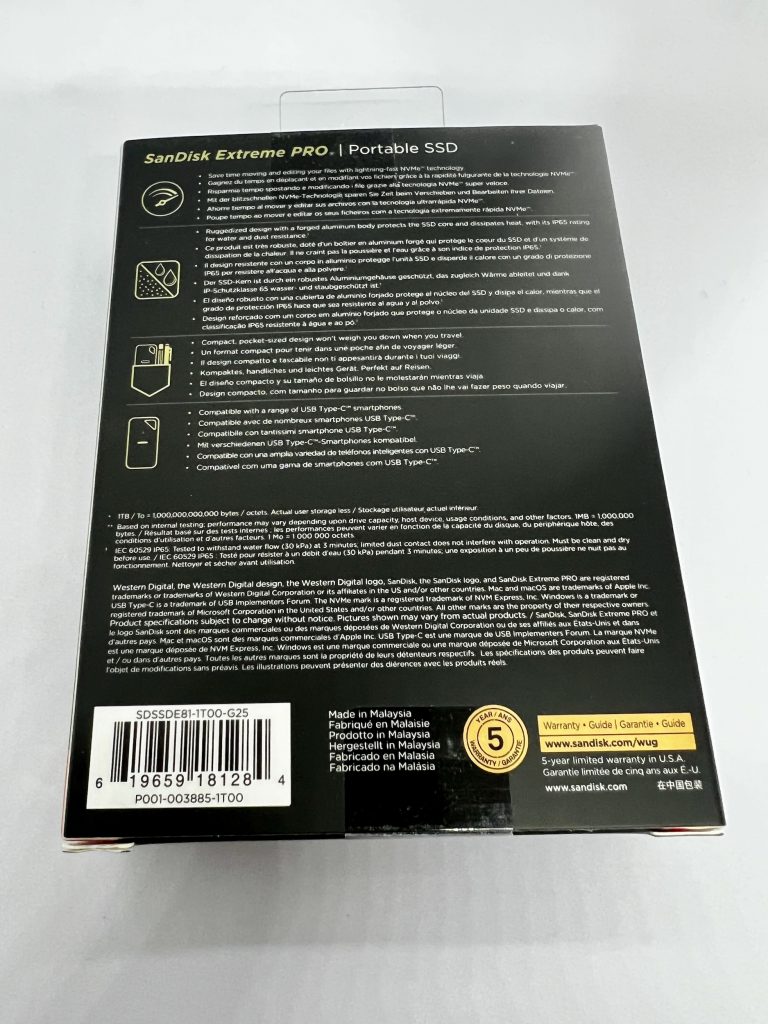 SanDisk Extreme PRO® | Portable SSD
• Save time moving and editing your files with lightning-fast NVMe™ technology.
• Gagnez du temps en déplaçant et en modifiant vos fichiers grâce à la rapidité fulgurante de la technologie NVMe™
• Risparmia tempo spostando e modificando i file grazie alla tecnologia NVMe™ super veloce.
• Mit der blitzschnellen NVMe-Technologie sparen Sie Zeit beim Verschieben und Bearbeiten Ihrer Dateien.
• Ahorre tiempo al mover y editar sus archivos con la tecnología ultrarrápida NVMe™
• Poupe tempo ao mover e editar os seus ficheiros com a tecnologia extremamente rápida NVMe™.
• Ruggedized design with a forged aluminum body protects the SSD core and dissipates heat, with its IP65 rating
for water and dust resistance.†
• Ce produit est très robuste, doté d'un boîtier en aluminium forgé qui protège le coeur du SSD et d'un système de
dissipation de la chaleur. Il ne craint pas la poussière et l'eau grâce à son indice de protection IP65.†
• Il design resistente con un corpo in alluminio protegge l'unità SSD e disperde il calore con un grado di protezione
IP65 per resistere all'acqua e alla polvere.†
• Der SSD-Kern ist durch ein robustes Aluminiumgehäuse geschützt, das zugleich Wärme ableitet und dank
IP-Schutzklasse 65 wasser- und staubgeschützt ist.†
• El diseño robusto con una cubierta de aluminio forjado protege el núcleo del SSD y disipa el calor, mientras que el
grado de protección IP65 hace que sea resistente al agua y al polvo.†
• Design reforçado com um corpo em alumínio forjado que protege o núcleo da unidade SSD e dissipa o calor, com
classificação IP65 resistente à água e ao pó.†
• Compact, pocket-sized design won't weigh you down when you travel.
• Un format compact pour tenir dans une poche afin de voyager léger.
• Il design compatto e tascabile non ti appesantirà durante i tuoi viaggi.
• Kompaktes, handliches und leichtes Gerät. Perfekt auf Reisen.
• El diseño compacto y su tamaño de bolsillo no le molestarán mientras viaja.
• Design compacto, com tamanho para guardar no bolso que não lhe vai fazer peso quando viajar.
• Compatible with a range of USB Type-C™ smartphones.
• Compatible avec de nombreux smartphones USB Type-C™.
• Compatibile con tantissimi smartphone USB Type-C™.
• Mit verschiedenen USB Type-C™-Smartphones kompatibel.
• Compatible con una amplia variedad de teléfonos inteligentes con USB Type-C™.
• Compatível com uma gama de smartphones com USB Type-C™.
* 1TB / To = 1,000,000,000,000 bytes / octets. Actual user storage less / Stockage utilisateur actuel inférieur.
** Based on internal testing; performance may vary depending upon drive capacity, host device, usage conditions, and other factors. 1MB = 1,000,000
bytes. / Résultat basé sur des tests internes ; les performances peuvent varier en fonction de la capacité du disque, du périphérique hôte, des
conditions d'utilisation et d'autres facteurs. 1 Mo = 1 000 000 octets.
† IEC 60529 IP65: Tested to withstand water flow (30 kPa) at 3 minutes; limited dust contact does not interfere with operation. Must be clean and dry
before use. / IEC 60529 IP65 : Testé pour résister à un débit d'eau (30 kPa) pendant 3 minutes; une exposition à un peu de poussière ne nuit pas au
fonctionnement. Nettoyer et sécher avant utilisation.
Western Digital, the Western Digital design, the Western Digital logo, SanDisk, the SanDisk logo, and SanDisk Extreme PRO are registered
trademarks or trademarks of Western Digital Corporation or its affiliates in the US and/or other countries. Mac and macOS are trademarks of Apple Inc.
USB Type-C is a trademark of USB Implementers Forum. The NVMe mark is a registered trademark of NVM Express, Inc. Windows is a trademark or
registered trademark of Microsoft Corporation in the United States and/or other countries. All other marks are the property of their respective owners.
Product specifications subject to change without notice. Pictures shown may vary from actual products. / SanDisk, SanDisk Extreme PRO et
le logo SanDisk sont des marques commerciales ou des marques déposées de Western Digital Corporation ou de ses affiliés aux États-Unis et dans
d'autres pays. Mac et macOS sont des marques commerciales d'Apple Inc. USB Type-C est une marque de USB Implementers Forum. La marque NVMe
est une marque déposée de NVM Express, Inc. Windows est une marque commerciale ou une marque déposée de Microsoft Corporation aux États-Unis
et / ou dans d'autres pays. Toutes les autres marques sont la propriété de leurs détenteurs respectifs. Les spécifications des produits peuvent faire
l'objet de modifications sans préavis. Les illustrations peuvent présenter des diérences avec les produits réels.
SDSSDE81-1T00-G25
6 19659 18128 4
P001-003885-1T00
Made in Malaysia
Fabriqué en Malaisie
Prodotto in Malaysia
Hergestellt in Malaysia
Fabricado en Malasia
Fabricado na Malásia
YEAR / ANS
5
WARRANTY / GARANTIE
Warranty • Guide | Garantie • Guide
www.sandisk.com/wug
5-year limited warranty in U.S.A.
Garantie limitée de cinq ans aux É.-U.
www.sandisk.com 在中国包装